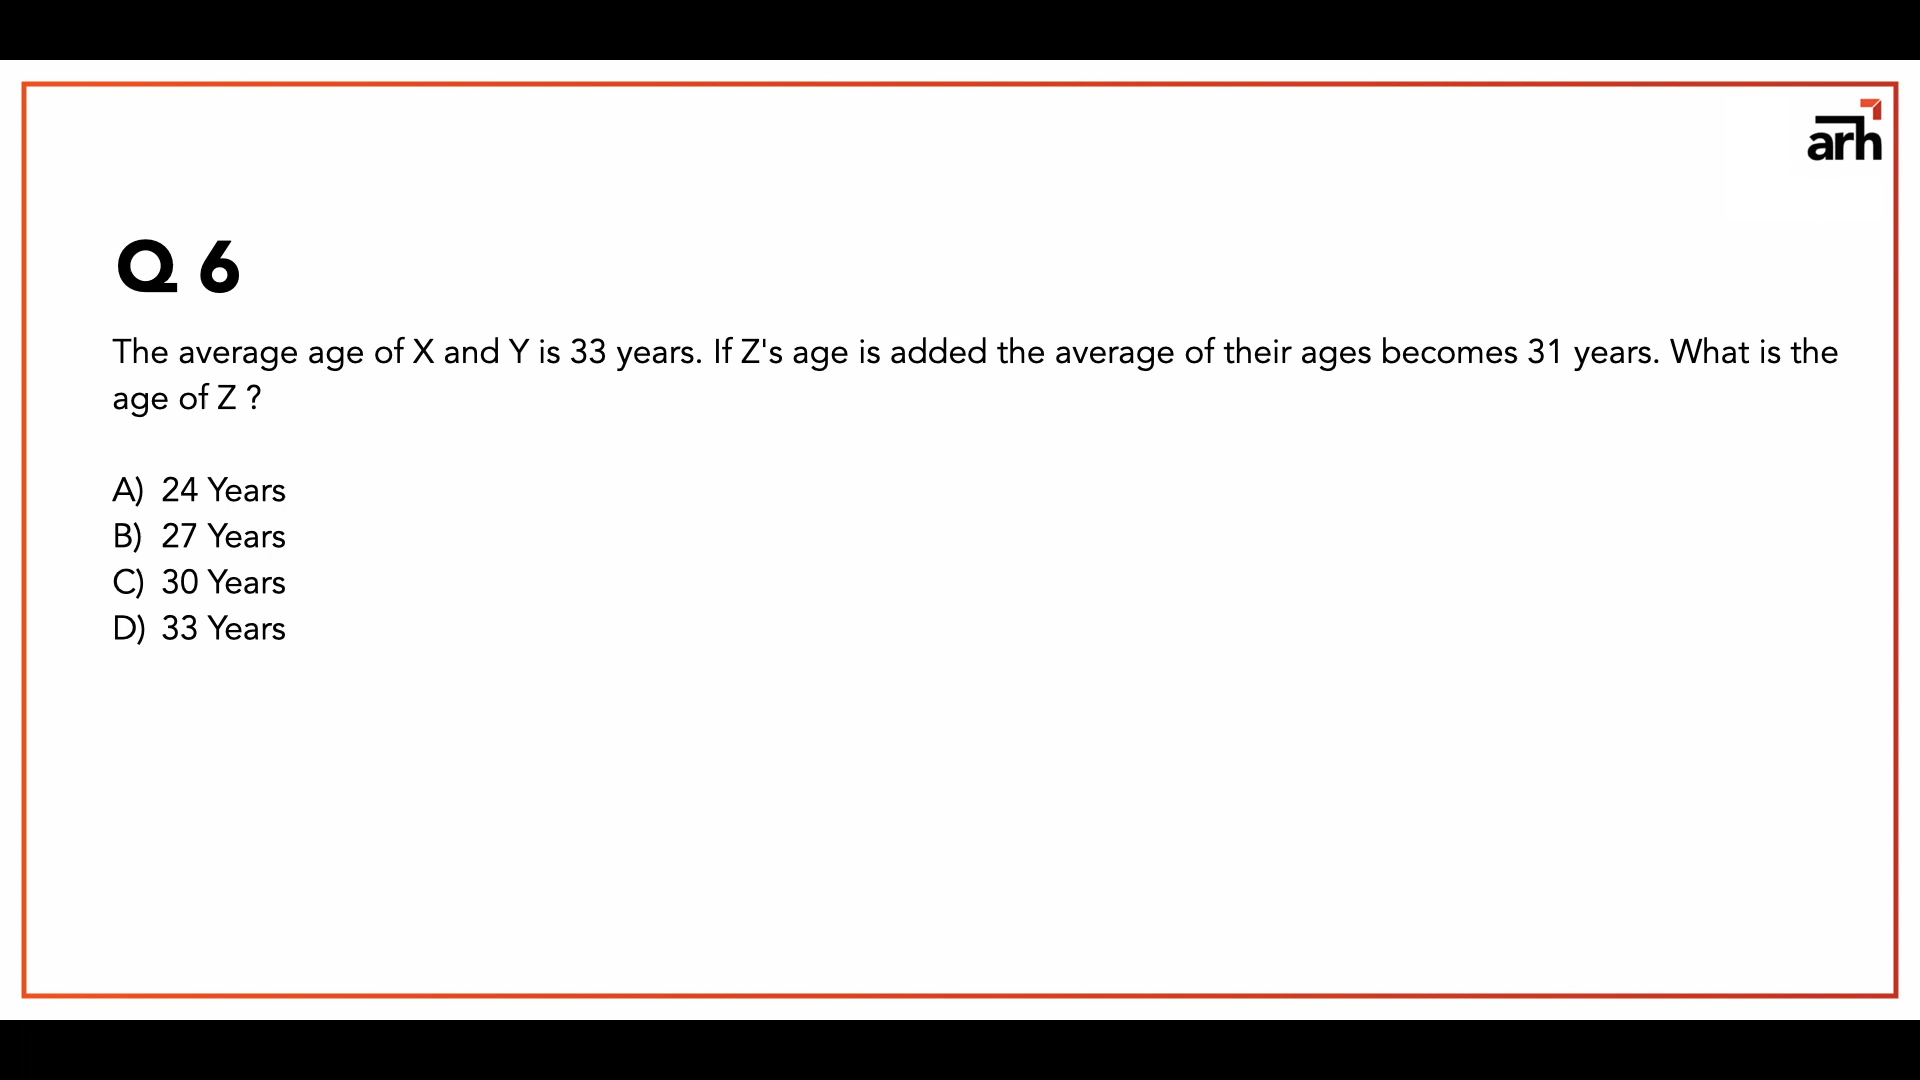 arh
Q 6
The average age of X and Y is 33 years. If Z's age is added the average of their ages becomes 31 years. What is the
age of Z ?
A) 24 Years
B) 27 Years
C) 30 Years
D) 33 Years